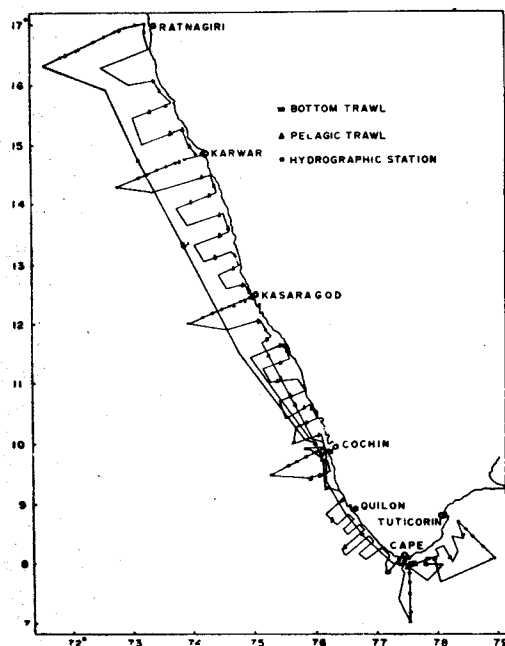 17°
RATNAGIRI
16
15
14
13
12
11
10
9
8
7
BOTTOM TRAWL
PELAGIC TRAWL
HYDROGRAPHIC STATION
KARWAR
KASARAGOD
COCHIN
QUILON
TUTICORIN
CAPE
72°
73
74
75
76
77
78
79